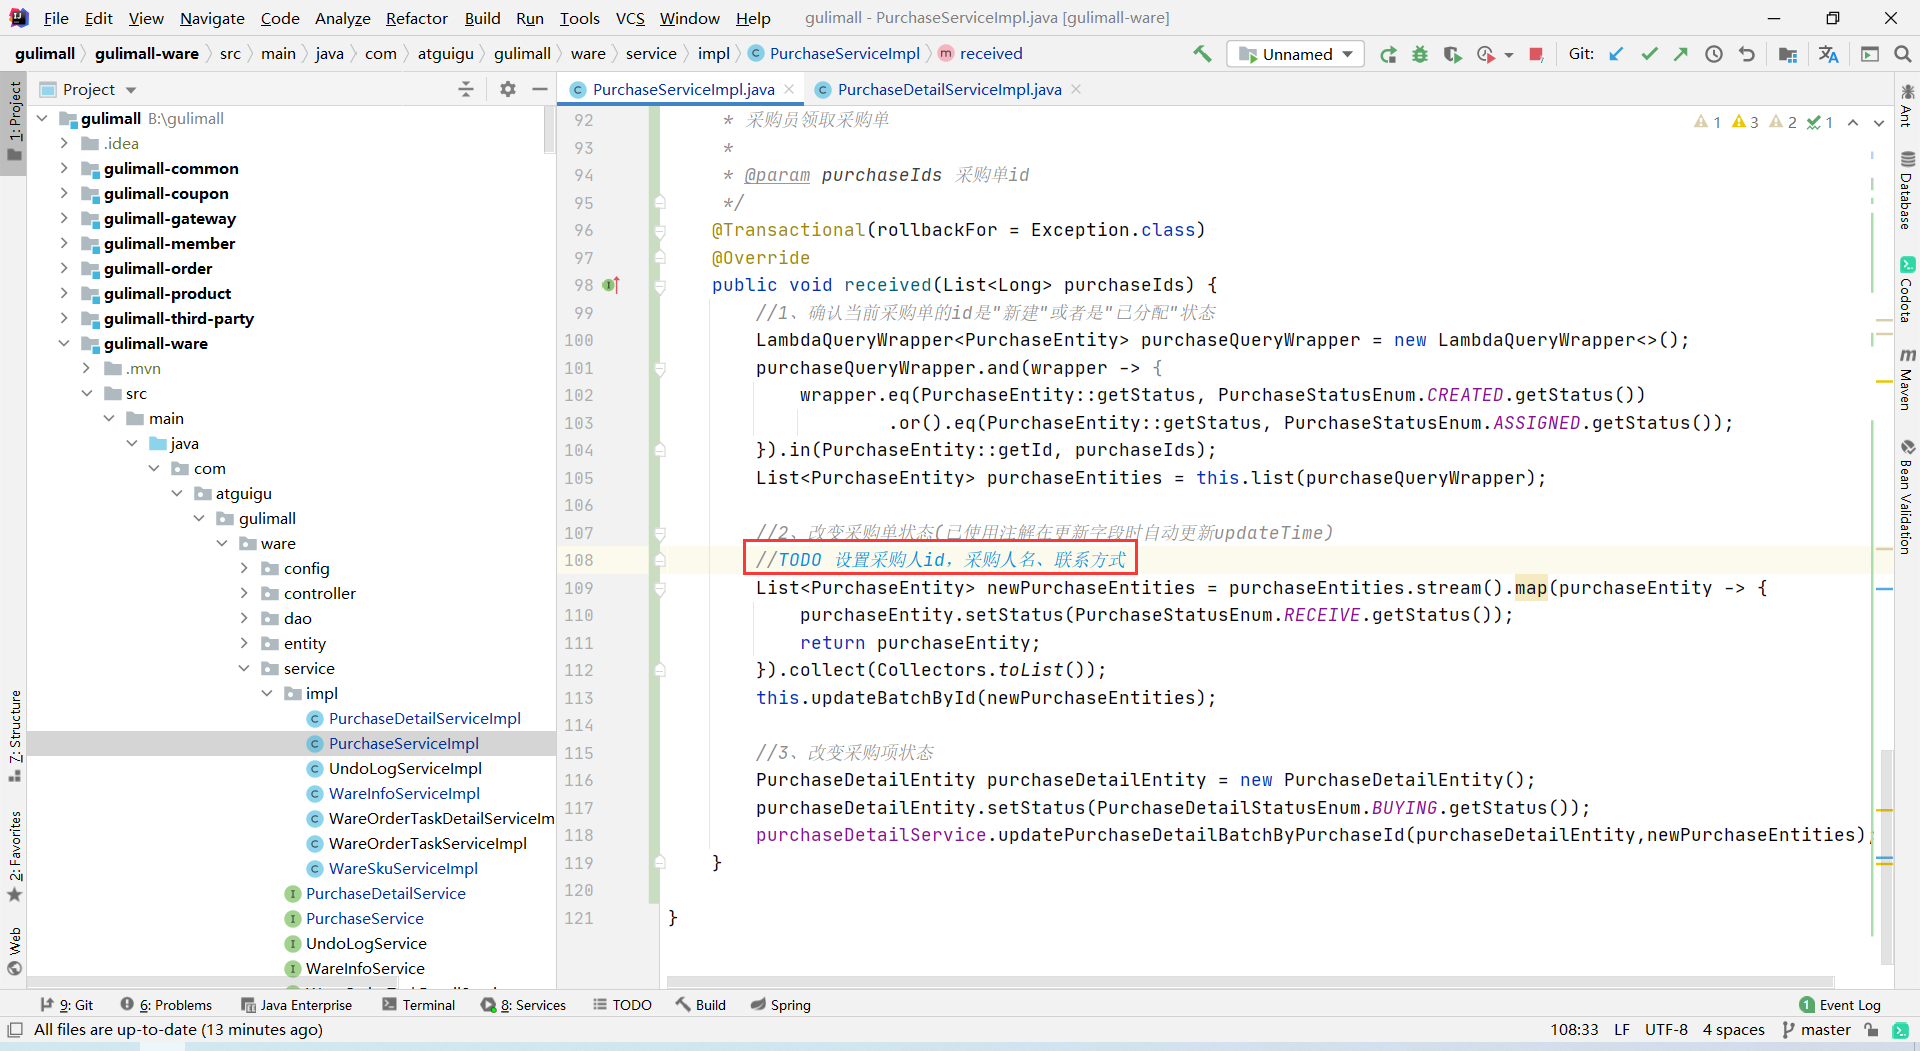 File Edit View Navigate Code Analyze Refactor Build Run Tools VCS Window Help gulimall - PurchaseServiceImpl.java [gulimall-ware]
gulimall gulimall-ware src main java com atguigu gulimall ware service impl PurchaseServiceImpl received Unnamed Git:
Project
PurchaseServiceImpl.java PurchaseDetailServiceImpl.java
1: Project
7: Structure
2: Favorites
Web
gulimall B:\gulimall
.idea
gulimall-common
gulimall-coupon
gulimall-gateway
gulimall-member
gulimall-order
gulimall-product
gulimall-third-party
gulimall-ware
.mvn
src
main
java
com
atguigu
gulimall
ware
config
controller
dao
entity
service
impl
PurchaseDetailServiceImpl
PurchaseServiceImpl
UndoLogServiceImpl
WareInfoServiceImpl
WareOrderTaskDetailServiceIm
WareOrderTaskServiceImpl
WareSkuServiceImpl
PurchaseDetailService
PurchaseService
UndoLogService
WareInfoService
1 3 2 1
92 * 采购员领取采购单
93 *
94 * @param purchaseIds 采购单id
95 */
96 @Transactional(rollbackFor = Exception.class)
97 @Override
98 public void received(List<Long> purchaseIds) {
99 //1、确认当前采购单的id是"新建"或者是"已分配"状态
100 LambdaQueryWrapper<PurchaseEntity> purchaseQueryWrapper = new LambdaQueryWrapper<>();
101 purchaseQueryWrapper.and(wrapper -> {
102 wrapper.eq(PurchaseEntity::getStatus, PurchaseStatusEnum.CREATED.getStatus())
103 .or().eq(PurchaseEntity::getStatus, PurchaseStatusEnum.ASSIGNED.getStatus());
104 }).in(PurchaseEntity::getId, purchaseIds);
105 List<PurchaseEntity> purchaseEntities = this.list(purchaseQueryWrapper);
106
107 //2、改变采购单状态(已使用注解在更新字段时自动更新updateTime)
108 //TODO 设置采购人id，采购人名、联系方式
109 List<PurchaseEntity> newPurchaseEntities = purchaseEntities.stream().map(purchaseEntity -> {
110 purchaseEntity.setStatus(PurchaseStatusEnum.RECEIVE.getStatus());
111 return purchaseEntity;
112 }).collect(Collectors.toList());
113 this.updateBatchById(newPurchaseEntities);
114
115 //3、改变采购项状态
116 PurchaseDetailEntity purchaseDetailEntity = new PurchaseDetailEntity();
117 purchaseDetailEntity.setStatus(PurchaseDetailStatusEnum.BUYING.getStatus());
118 purchaseDetailService.updatePurchaseDetailBatchByPurchaseId(purchaseDetailEntity,newPurchaseEntities);
119 }
120
121 }
Ant
Database
Codota
Maven
Bean Validation
9: Git 6: Problems Java Enterprise Terminal 8: Services TODO Build Spring 1 Event Log
All files are up-to-date (13 minutes ago) 108:33 LF UTF-8 4 spaces master